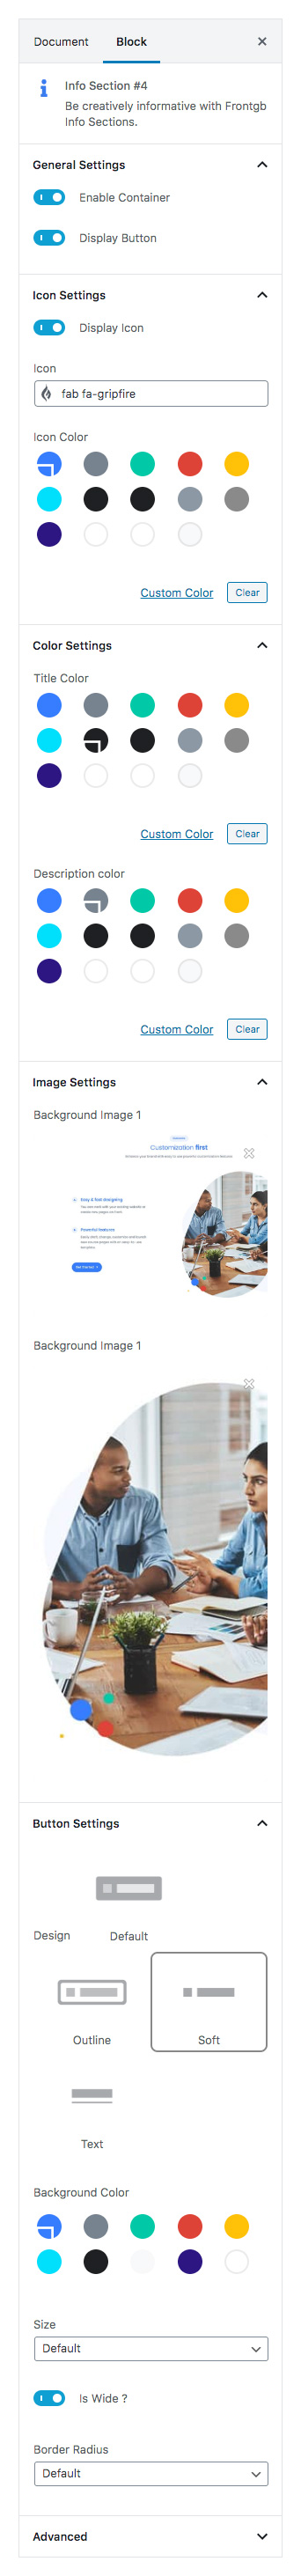 Document Block
Info Section #4
Be creatively informative with Frontgb
Info Sections.
General Settings
Enable Container
Display Button
Icon Settings
Display Icon
Icon
fab fa-gripfire
Icon Color
Custom Color Clear
Color Settings
Title Color
Custom Color Clear
Description color
Custom Color Clear
Image Settings
Background Image 1
Customization first
Easy & fast designing
Powerful features
Background Image 1
Button Settings
Design Default
Outline Soft
Text
Background Color
Size
Default
Is Wide ?
Border Radius
Default
Advanced